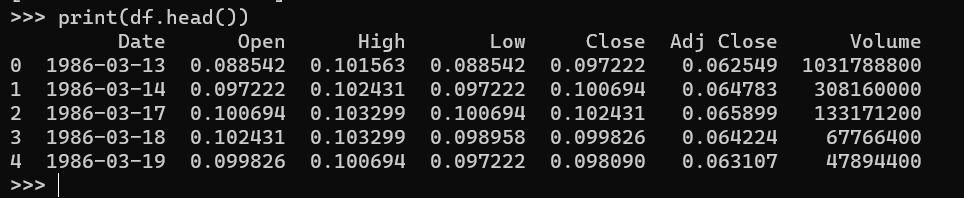 >>> print(df.head())
         Date      Open      High       Low     Close  Adj Close      Volume
0  1986-03-13  0.088542  0.101563  0.088542  0.097222   0.062549  1031788800
1  1986-03-14  0.097222  0.102431  0.097222  0.100694   0.064783   308160000
2  1986-03-17  0.100694  0.103299  0.100694  0.102431   0.065899   133171200
3  1986-03-18  0.102431  0.103299  0.098958  0.099826   0.064224    67766400
4  1986-03-19  0.099826  0.100694  0.097222  0.098090   0.063107    47894400
>>>